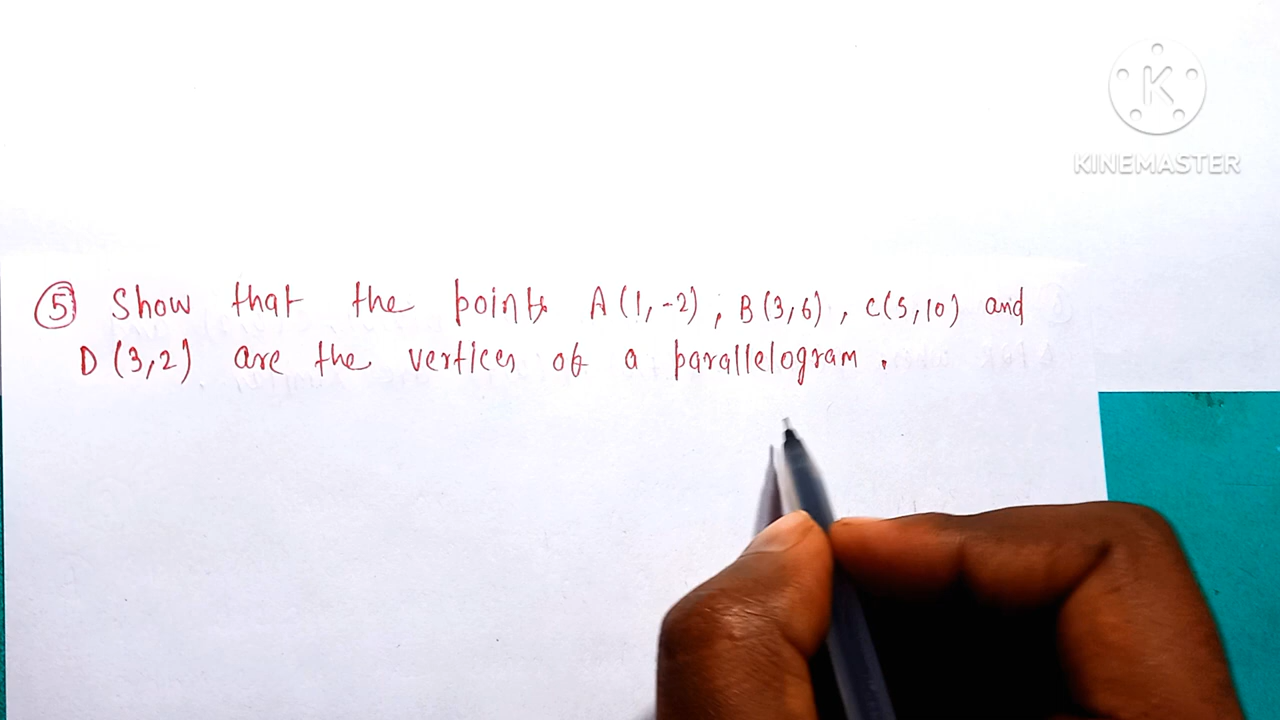 KINEMASTER
⑤ Show that the points A(1,-2), B(3,6), C(5,10) and
D(3,2) are the vertices of a parallelogram.